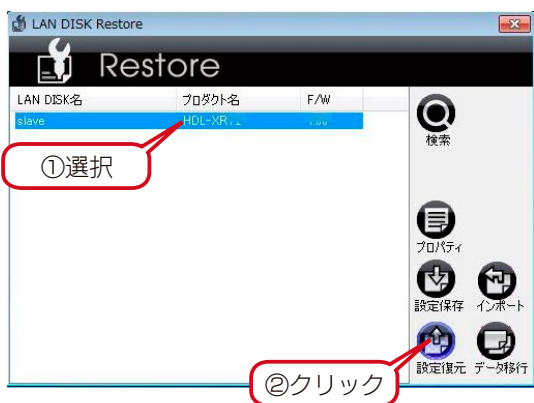 LAN DISK Restore
Restore
LAN DISK名 プロダクト名 F/W
slave
①選択
検索
プロパティ
設定保存 インポート
設定復元 データ移行
②クリック